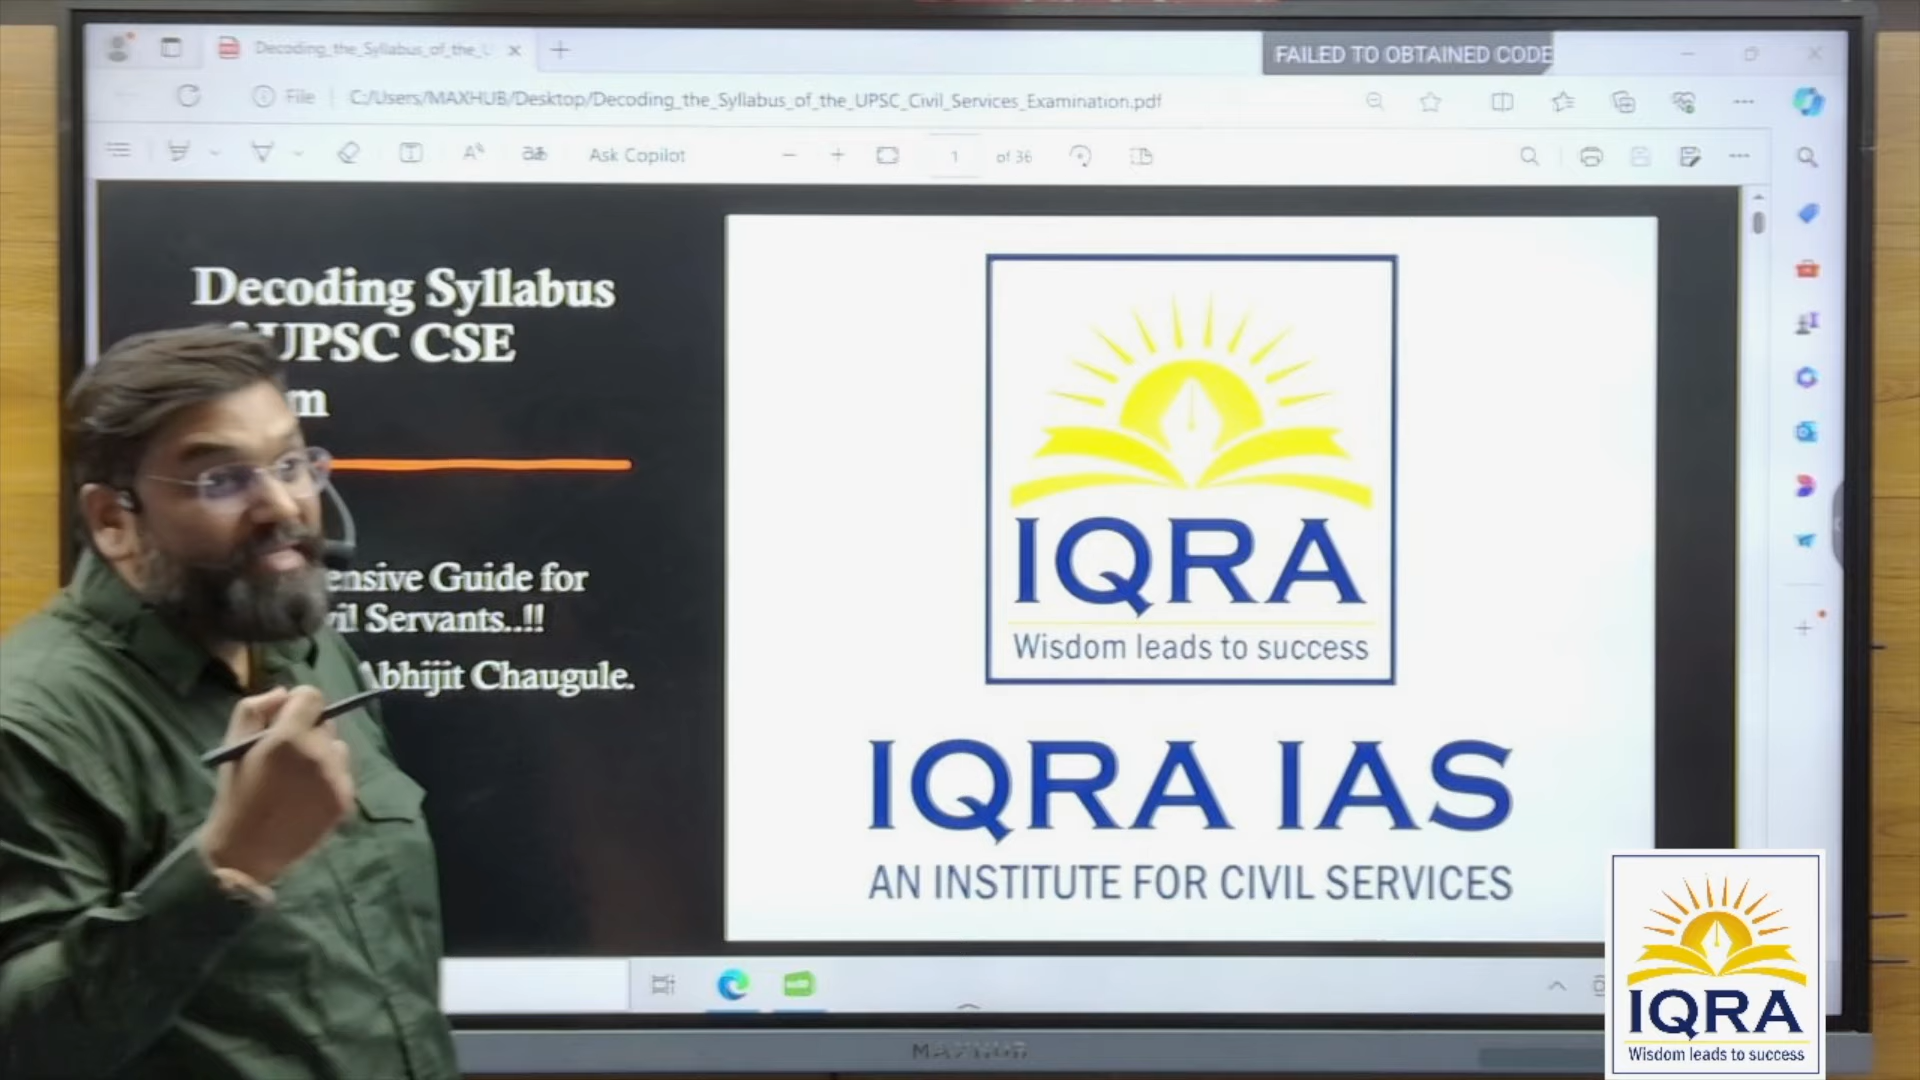 Decoding_the_Syllabus_of_the_U
FAILED TO OBTAINED CODE
File
C:/Users/MAXHUB/Desktop/Decoding_the_Syllabus_of_the_UPSC_Civil_Services_Examination.pdf
Ask Copilot
1 of 36
Decoding Syllabus
UPSC CSE
m
ensive Guide for
vil Servants..!!
Abhijit Chaugule.
IQRA
Wisdom leads to success
IQRA IAS
AN INSTITUTE FOR CIVIL SERVICES
MAXHUB
IQRA
Wisdom leads to success